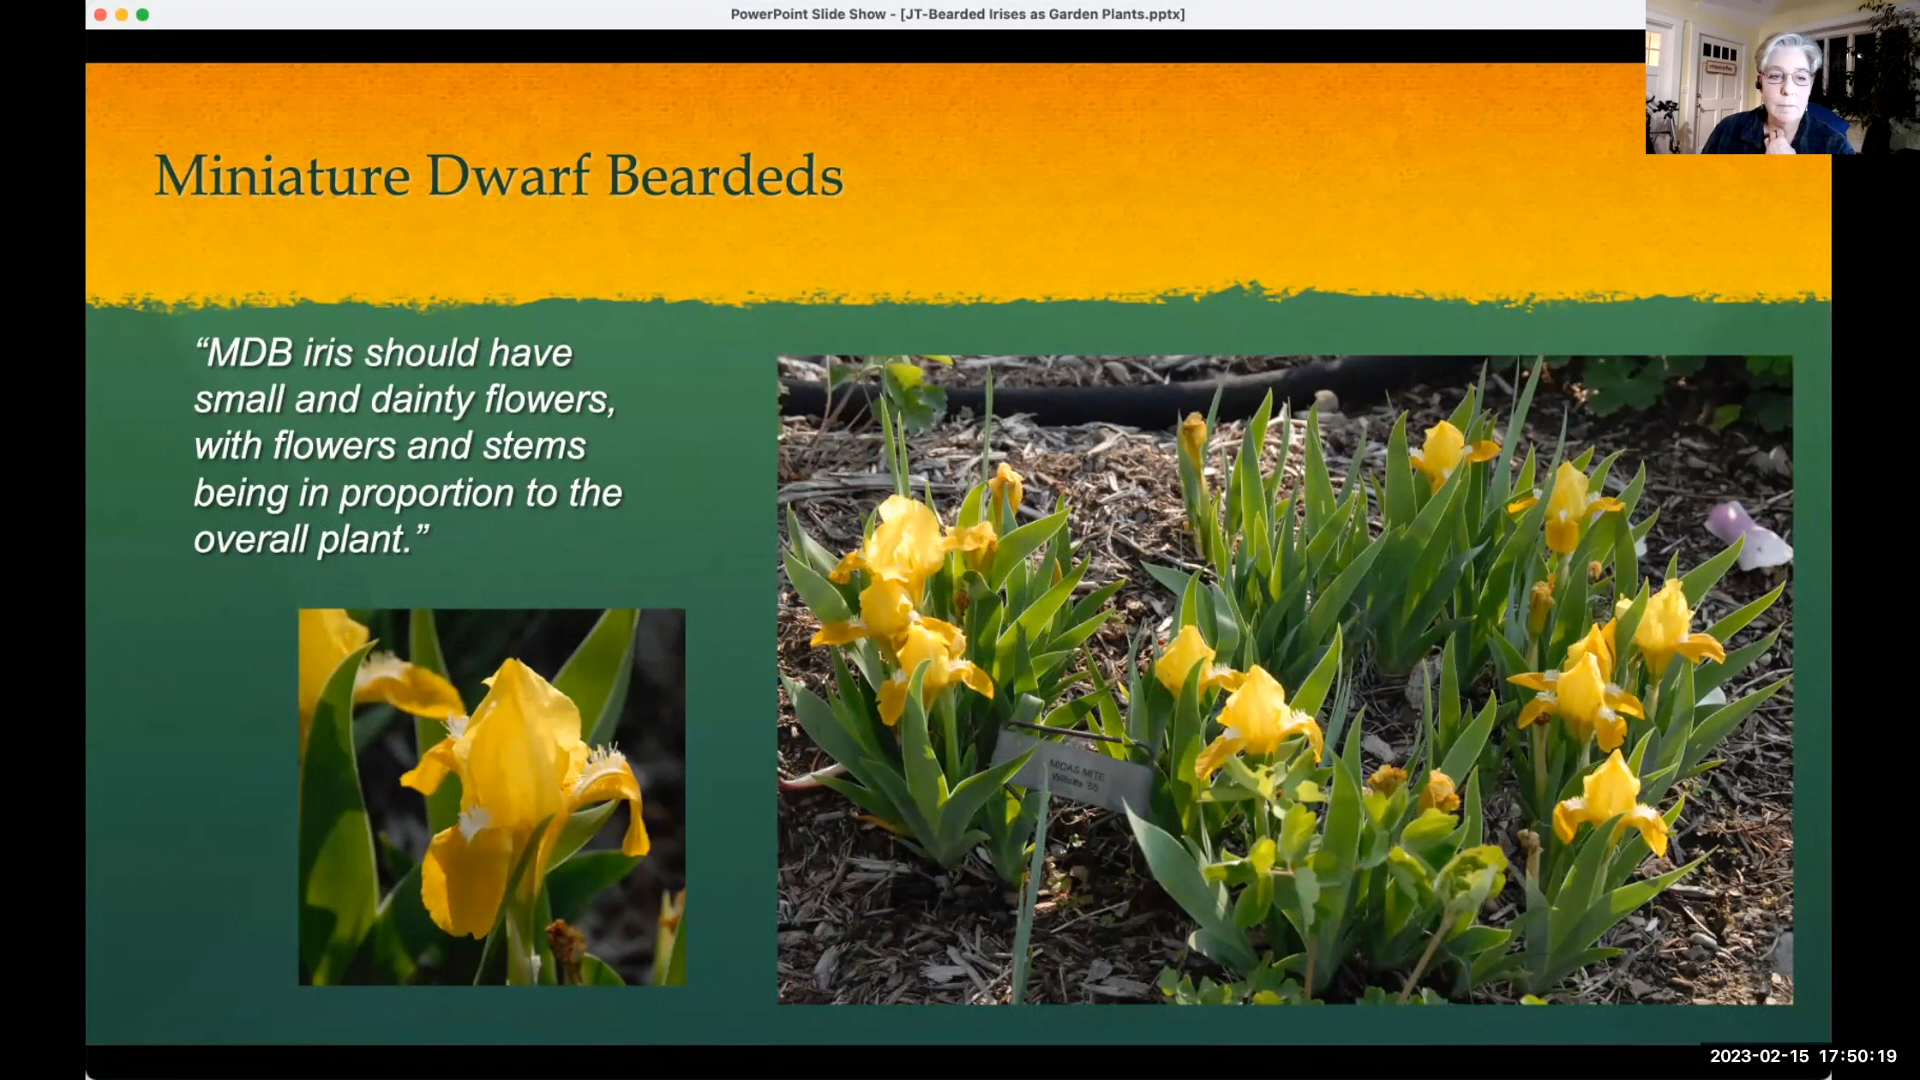 PowerPoint Slide Show - [JT-Bearded Irises as Garden Plants.pptx]
Miniature Dwarf Beardeds
“MDB iris should have
small and dainty flowers,
with flowers and stems
being in proportion to the
overall plant.”
MIDAS MITE
2023-02-15 17:50:19